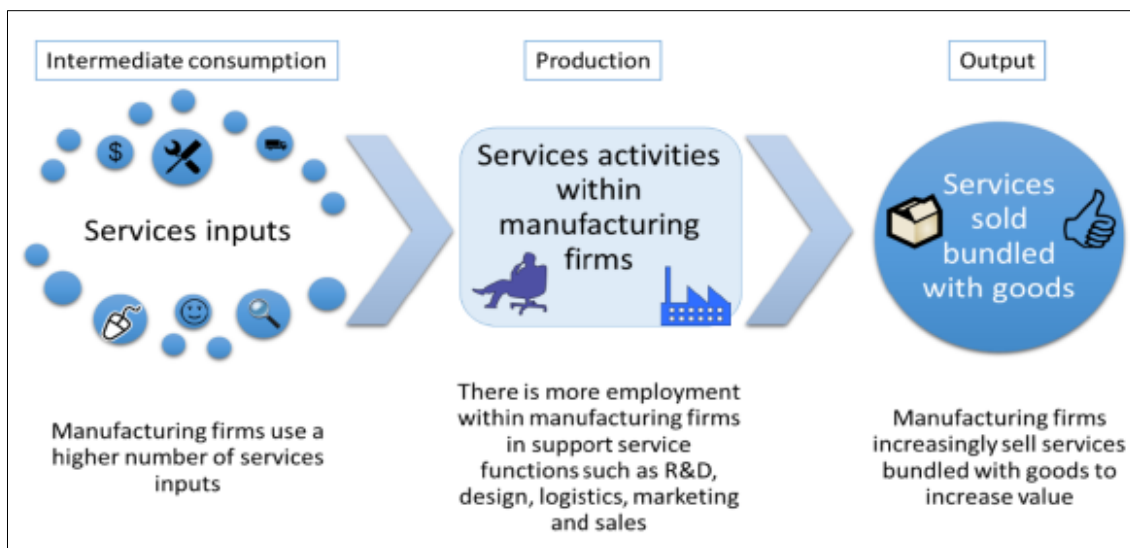 Intermediate consumption
Production
Output
$
Services inputs
Services activities
within
manufacturing
firms
Services
sold
bundled
with goods
Manufacturing firms use a
higher number of services
inputs
There is more employment
within manufacturing firms
in support service
functions such as R&D,
design, logistics, marketing
and sales
Manufacturing firms
increasingly sell services
bundled with goods to
increase value